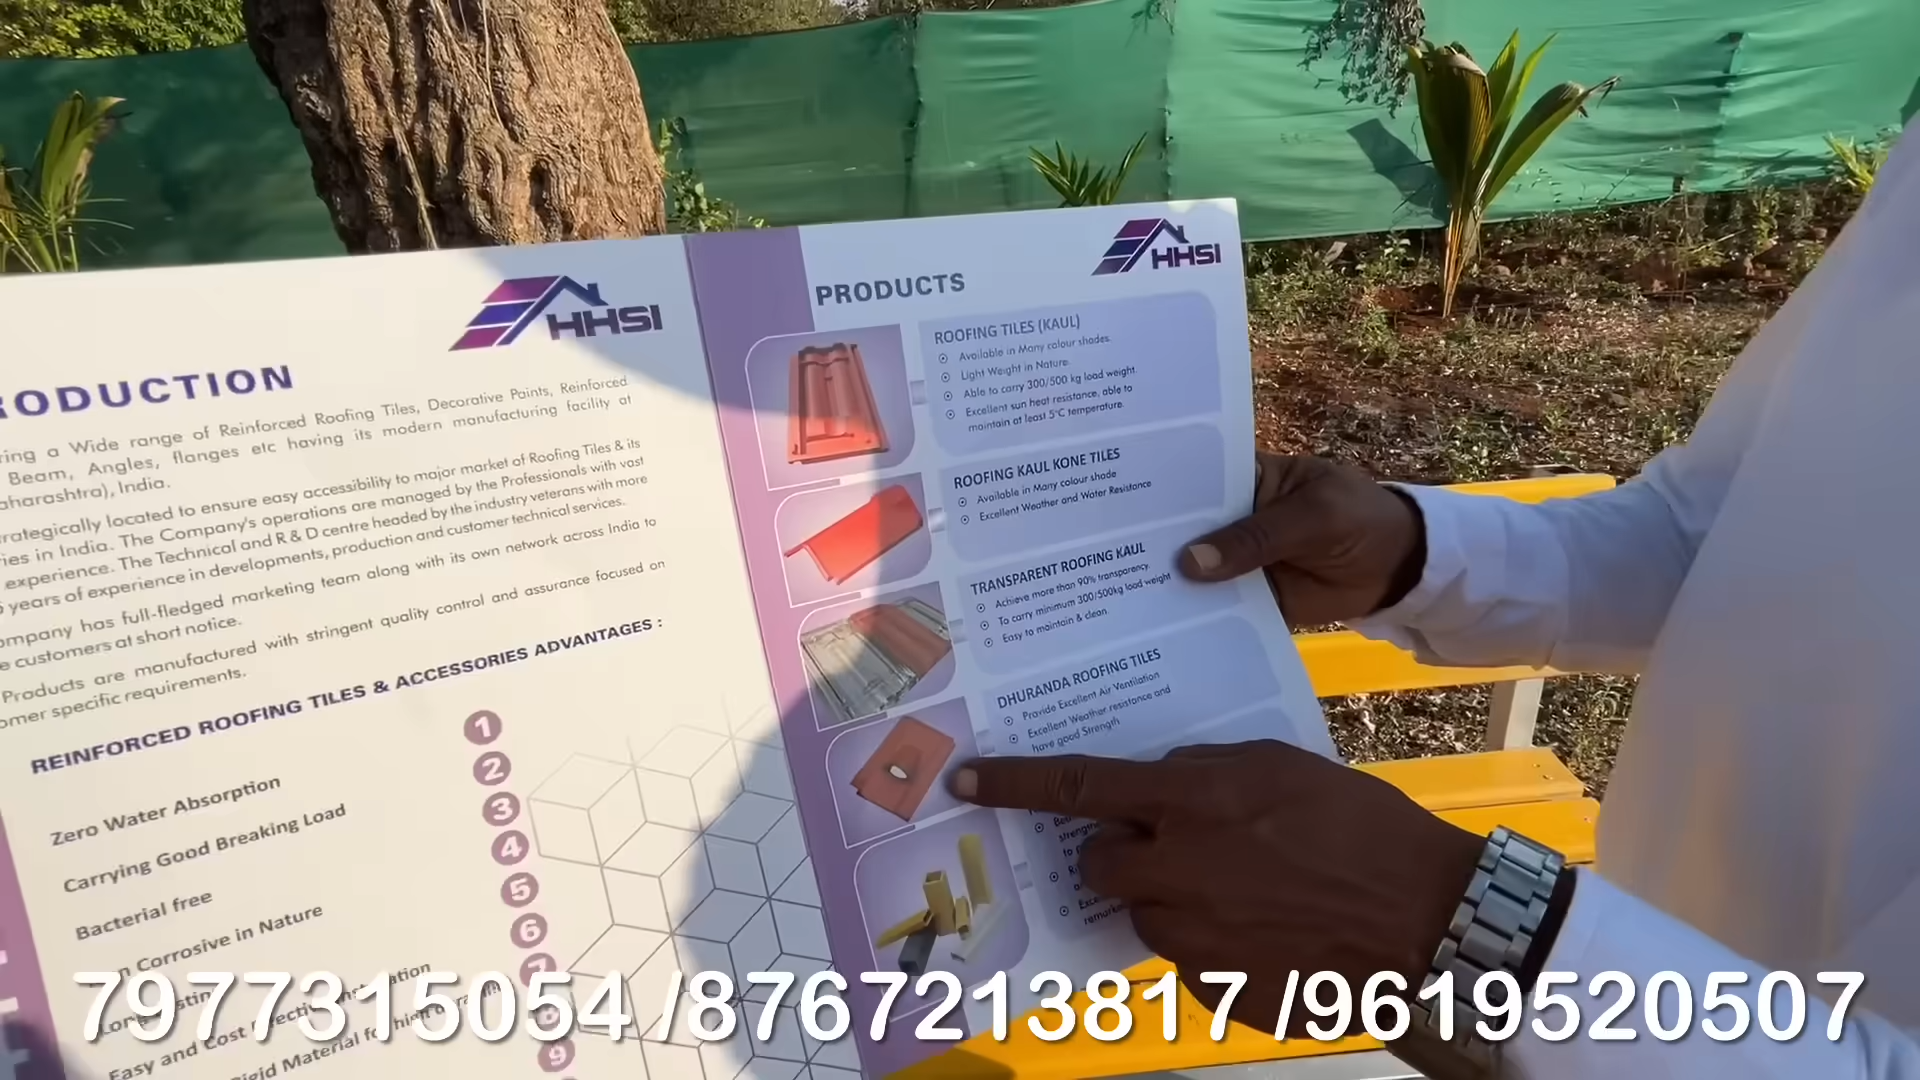 HHSI
RODUCTION
ring a Wide range of Reinforced Roofing Tiles, Decorative Paints, Reinforced
Beam, Angles, flanges etc having its modern manufacturing facility at
aharashtra), India.
rategically located to ensure easy accessibility to major market of Roofing Tiles & its
ies in India. The Company's operations are managed by the Professionals with vast
experience. The Technical and R & D centre headed by the industry veterans with more
years of experience in developments, production and customer technical services.
ompany has full-fledged marketing team along with its own network across India to
e customers at short notice.
Products are manufactured with stringent quality control and assurance focused on
omer specific requirements.
REINFORCED ROOFING TILES & ACCESSORIES ADVANTAGES :
Zero Water Absorption 1
Carrying Good Breaking Load 2
Bacterial free 3
n Corrosive in Nature 4
5
Easy and Cost 6
Rigid Material for high 7
9
HHSI
PRODUCTS
ROOFING TILES (KAUL)
Available in Many colour shades.
Light Weight in Nature.
Able to carry 300/500 kg load weight.
Excellent sun heat resistance, able to
maintain at least 5°C temperature.
ROOFING KAUL KONE TILES
Available in Many colour shade
Excellent Weather and Water Resistance
TRANSPARENT ROOFING KAUL
Achieve more than 90% transparency.
To carry minimum 300/500kg load weight
Easy to maintain & clean.
DHURANDA ROOFING TILES
Provide Excellent Air Ventilation
Excellent Weather resistance and
have good Strength
7977315054 /8767213817 /9619520507